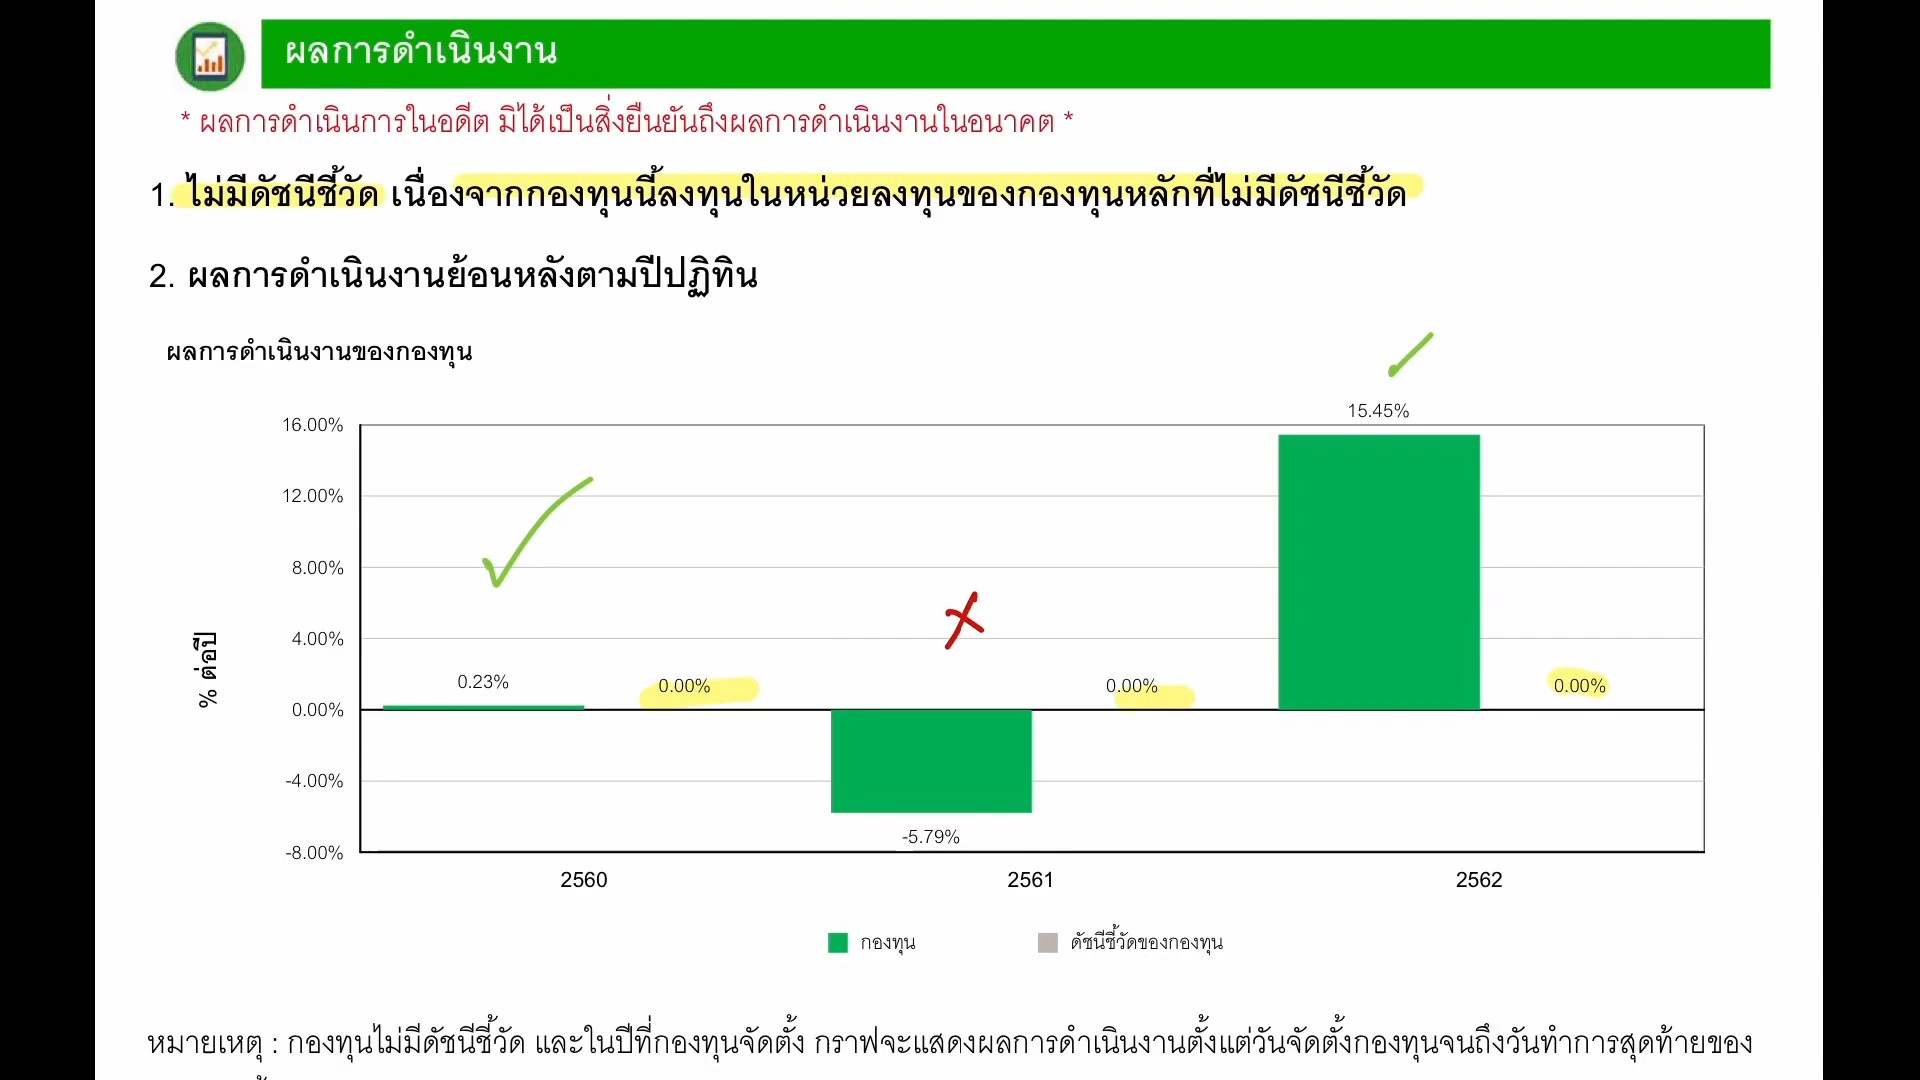 ผลการดำเนินงาน
* ผลการดำเนินการในอดีต มิได้เป็นสิ่งยืนยันถึงผลการดำเนินงานในอนาคต *
1. ไม่มีดัชนีชี้วัด เนื่องจากกองทุนนี้ลงทุนในหน่วยลงทุนของกองทุนหลักที่ไม่มีดัชนีชี้วัด
2. ผลการดำเนินงานย้อนหลังตามปีปฏิทิน
ผลการดำเนินงานของกองทุน
15.45%
16.00%
12.00%
8.00%
4.00%
0.23% 0.00% 0.00% 0.00%
0.00%
-4.00%
-5.79%
-8.00%
% ต่อปี
2560 2561 2562
กองทุน ดัชนีชี้วัดของกองทุน
หมายเหตุ : กองทุนไม่มีดัชนีชี้วัด และในปีที่กองทุนจัดตั้ง กราฟจะแสดงผลการดำเนินงานตั้งแต่วันจัดตั้งกองทุนจนถึงวันทำการสุดท้ายของ